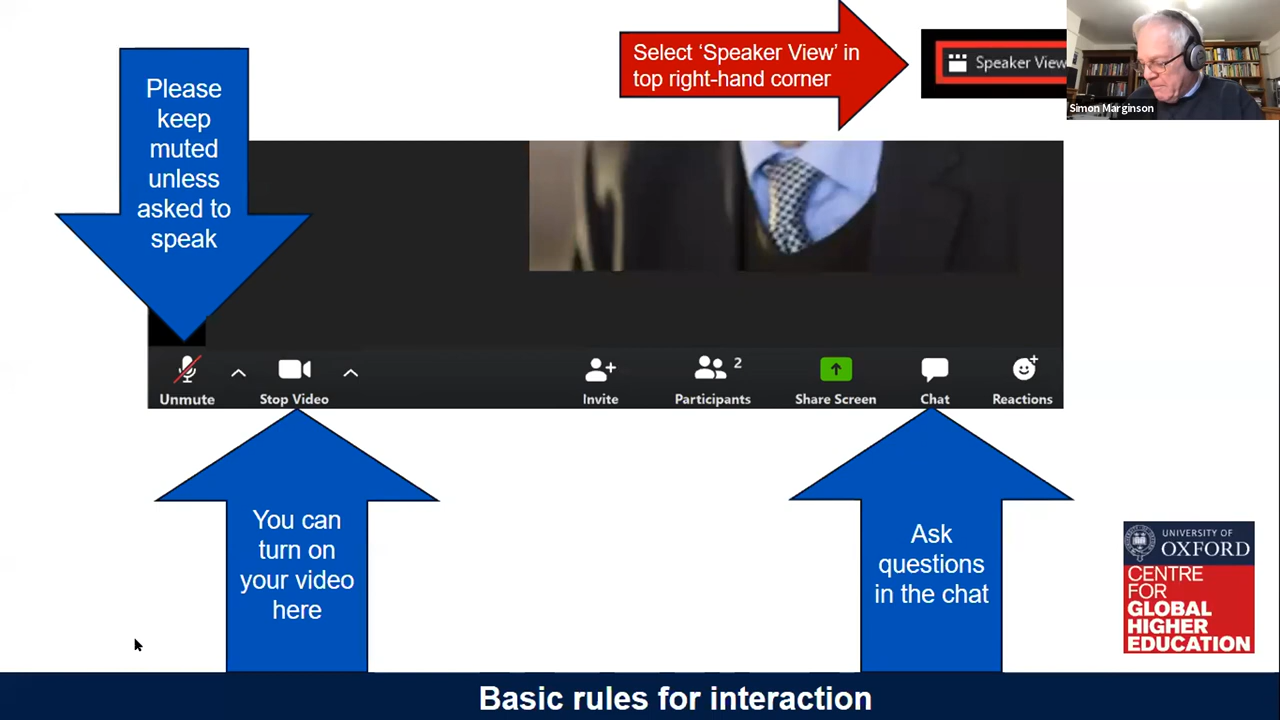 Select ‘Speaker View’ in
top right-hand corner
Speaker View
Simon Marginson
Please
keep
muted
unless
asked to
speak
2
Unmute
Stop Video
Invite
Participants
Share Screen
Chat
Reactions
You can
turn on
your video
here
Ask
questions
in the chat
UNIVERSITY OF
OXFORD
CENTRE
FOR
GLOBAL
HIGHER
EDUCATION
Basic rules for interaction